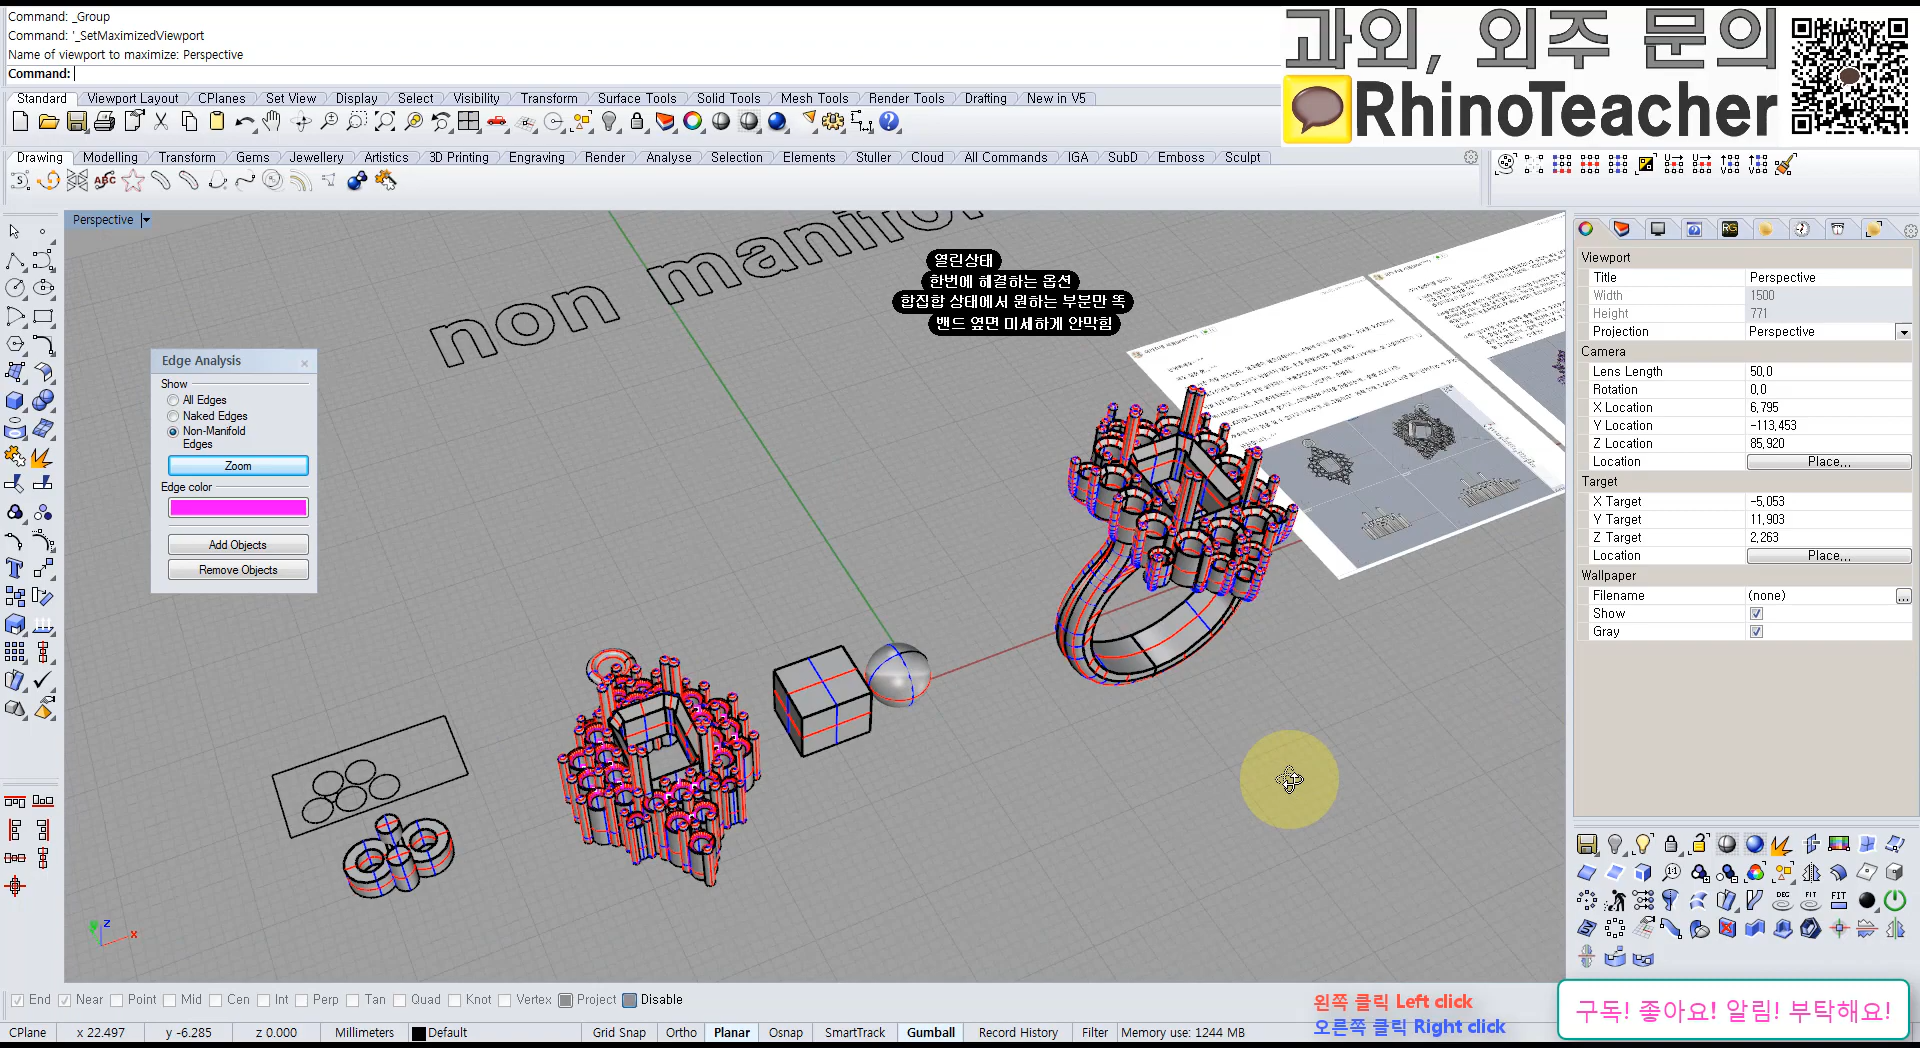 Command: _Group
Command: '_SetMaximizedViewport
Name of viewport to maximize: Perspective
Command:
과외, 외주 문의
RhinoTeacher
Standard Viewport Layout CPlanes Set View Display Select Visibility Transform Surface Tools Solid Tools Mesh Tools Render Tools Drafting New in V5
Drawing Modelling Transform Gems Jewellery Artistics 3D Printing Engraving Render Analyse Selection Elements Stuller Cloud All Commands IGA SubD Emboss Sculpt
Perspective
non manifol
열린상태
한번에 해결하는 옵션
합집합 상태에서 원하는 부분만 똑
밴드 옆면 미세하게 안막힘
Edge Analysis
Show
All Edges
Naked Edges
Non-Manifold
Edges
Zoom
Edge color
Add Objects
Remove Objects
Viewport
Title Perspective
Width 1500
Height 771
Projection Perspective
Camera
Lens Length 50,0
Rotation 0,0
X Location 6,795
Y Location -113,453
Z Location 85,920
Location Place...
Target
X Target -5,053
Y Target 11,903
Z Target 2,263
Location Place...
Wallpaper
Filename (none) ...
Show
Gray
z
x
End Near Point Mid Cen Int Perp Tan Quad Knot Vertex Project Disable
왼쪽 클릭 Left click
오른쪽 클릭 Right click
구독! 좋아요! 알림! 부탁해요!
CPlane x 22.497 y -6.285 z 0.000 Millimeters Default Grid Snap Ortho Planar Osnap SmartTrack Gumball Record History Filter Memory use: 1244 MB